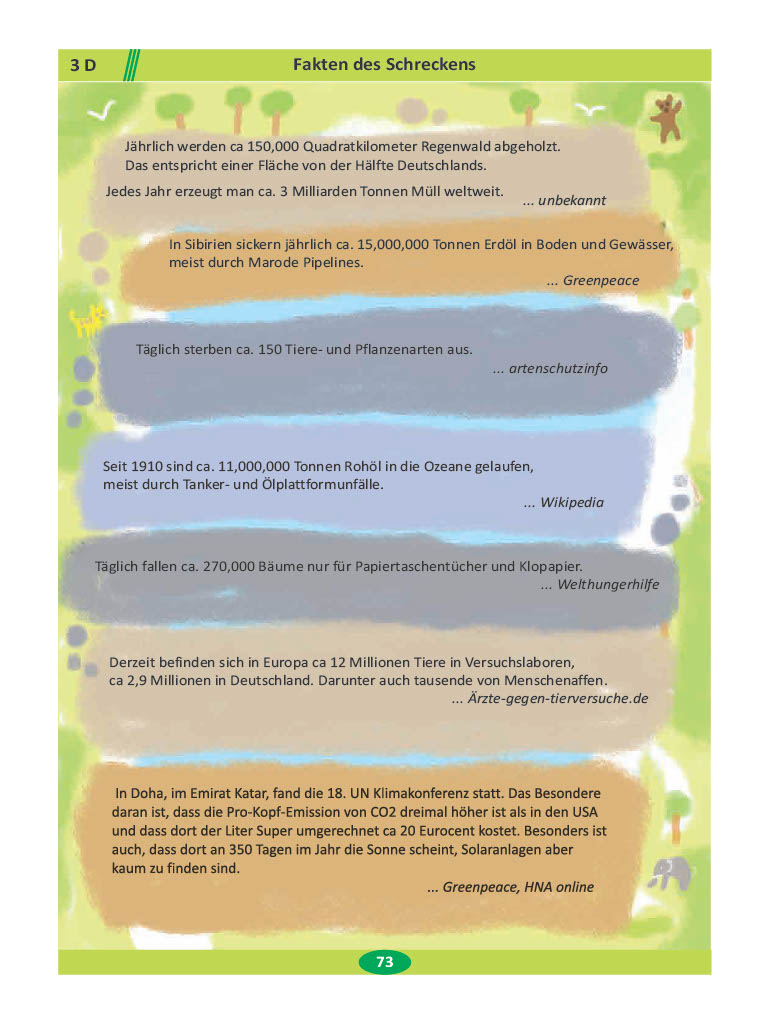 3 D
Fakten des Schreckens
Jährlich werden ca 150,000 Quadratkilometer Regenwald abgeholzt.
Das entspricht einer Fläche von der Hälfte Deutschlands.
Jedes Jahr erzeugt man ca. 3 Milliarden Tonnen Müll weltweit.
... unbekannt
In Sibirien sickern jährlich ca. 15,000,000 Tonnen Erdöl in Boden und Gewässer,
meist durch Marode Pipelines.
... Greenpeace
Täglich sterben ca. 150 Tiere- und Pflanzenarten aus.
... artenschutzinfo
Seit 1910 sind ca. 11,000,000 Tonnen Rohöl in die Ozeane gelaufen,
meist durch Tanker- und Ölplattformunfälle.
... Wikipedia
Täglich fallen ca. 270,000 Bäume nur für Papiertaschentücher und Klopapier.
... Welthungerhilfe
Derzeit befinden sich in Europa ca 12 Millionen Tiere in Versuchslaboren,
ca 2,9 Millionen in Deutschland. Darunter auch tausende von Menschenaffen.
... Ärzte-gegen-tierversuche.de
In Doha, im Emirat Katar, fand die 18. UN Klimakonferenz statt. Das Besondere
daran ist, dass die Pro-Kopf-Emission von CO2 dreimal höher ist als in den USA
und dass dort der Liter Super umgerechnet ca 20 Eurocent kostet. Besonders ist
auch, dass dort an 350 Tagen im Jahr die Sonne scheint, Solaranlagen aber
kaum zu finden sind.
... Greenpeace, HNA online
73